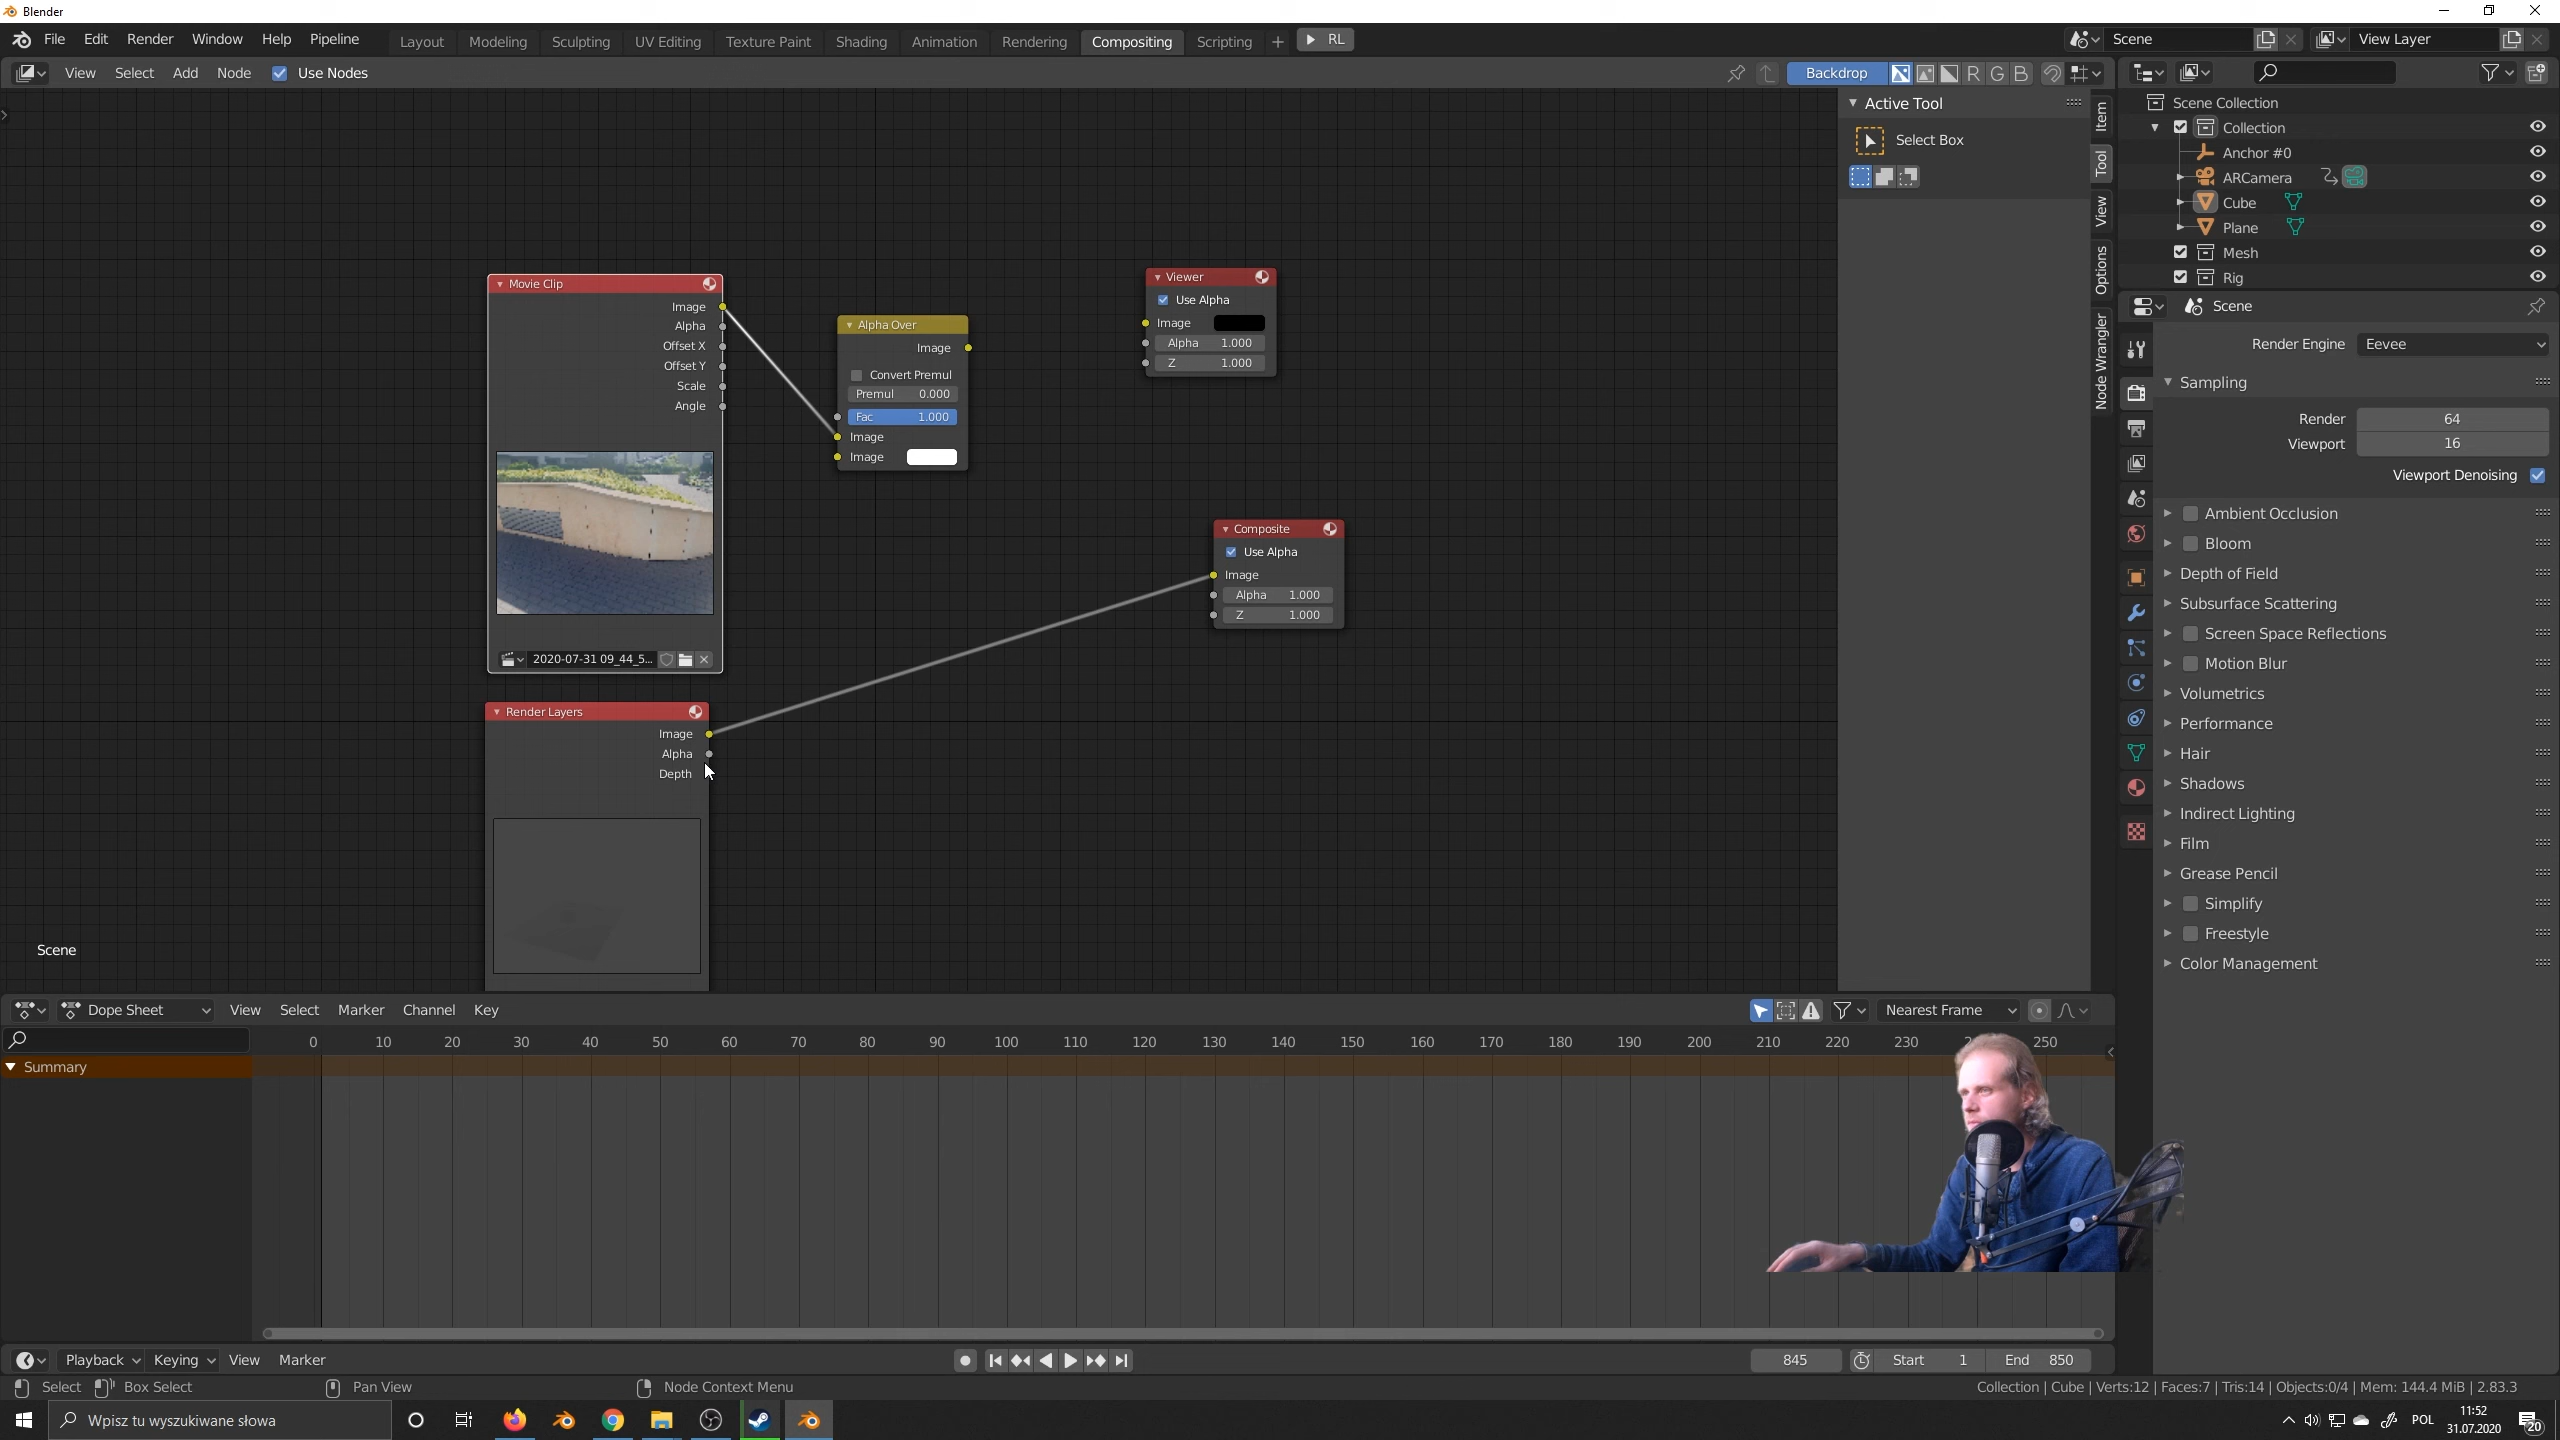 Blender
File Edit Render Window Help Pipeline Layout Modeling Sculpting UV Editing Texture Paint Shading Animation Rendering Compositing Scripting + RL Scene View Layer
View Select Add Node Use Nodes Backdrop R G B
Active Tool
Select Box
Item
Tool
View
Options
Node Wrangler
Scene Collection
Collection
Anchor #0
ARCamera
Cube
Plane
Mesh
Rig
Scene
Render Engine Eevee
Sampling
Render 64
Viewport 16
Viewport Denoising
Ambient Occlusion
Bloom
Depth of Field
Subsurface Scattering
Screen Space Reflections
Motion Blur
Volumetrics
Performance
Hair
Shadows
Indirect Lighting
Film
Grease Pencil
Simplify
Freestyle
Color Management
Movie Clip
Image
Alpha
Offset X
Offset Y
Scale
Angle
2020-07-31 09_44_5...
Alpha Over
Image
Convert Premul
Premul 0.000
Fac 1.000
Image
Image
Viewer
Use Alpha
Image
Alpha 1.000
Z 1.000
Composite
Use Alpha
Image
Alpha 1.000
Z 1.000
Render Layers
Image
Alpha
Depth
Scene
Dope Sheet View Select Marker Channel Key Nearest Frame
0 10 20 30 40 50 60 70 80 90 100 110 120 130 140 150 160 170 180 190 200 210 220 230 250
Summary
Playback Keying View Marker 845 Start 1 End 850
Select Box Select Pan View Node Context Menu Collection | Cube | Verts:12 | Faces:7 | Tris:14 | Objects:0/4 | Mem: 144.4 MiB | 2.83.3
Wpisz tu wyszukiwane słowa POL 11:52
31.07.2020 20